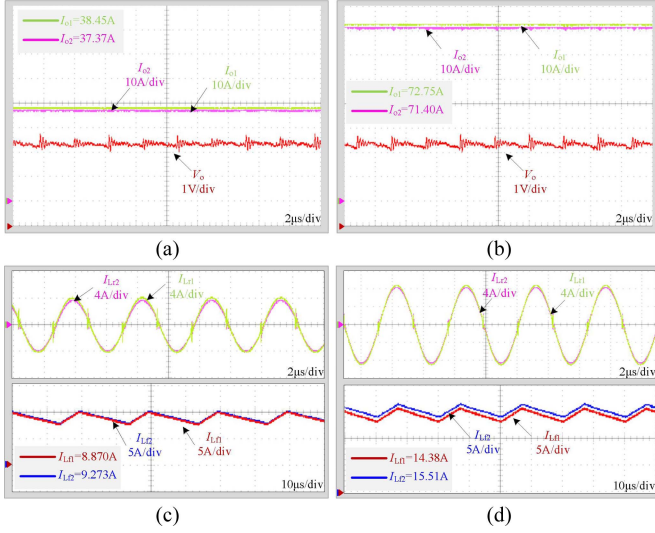 Io1=38.45A
Io2=37.37A
Io2
10A/div
Io1
10A/div
Vo
1V/div
2μs/div
(a)
Io2
10A/div
Io1
10A/div
Io1=72.75A
Io2=71.40A
Vo
1V/div
2μs/div
(b)
ILr2
4A/div
ILr1
4A/div
2μs/div
ILf2
5A/div
ILf1
5A/div
ILf1=8.870A
ILf2=9.273A
10μs/div
(c)
ILr2
4A/div
ILr1
4A/div
2μs/div
ILf2
5A/div
ILf1
5A/div
ILf1=14.38A
ILf2=15.51A
10μs/div
(d)